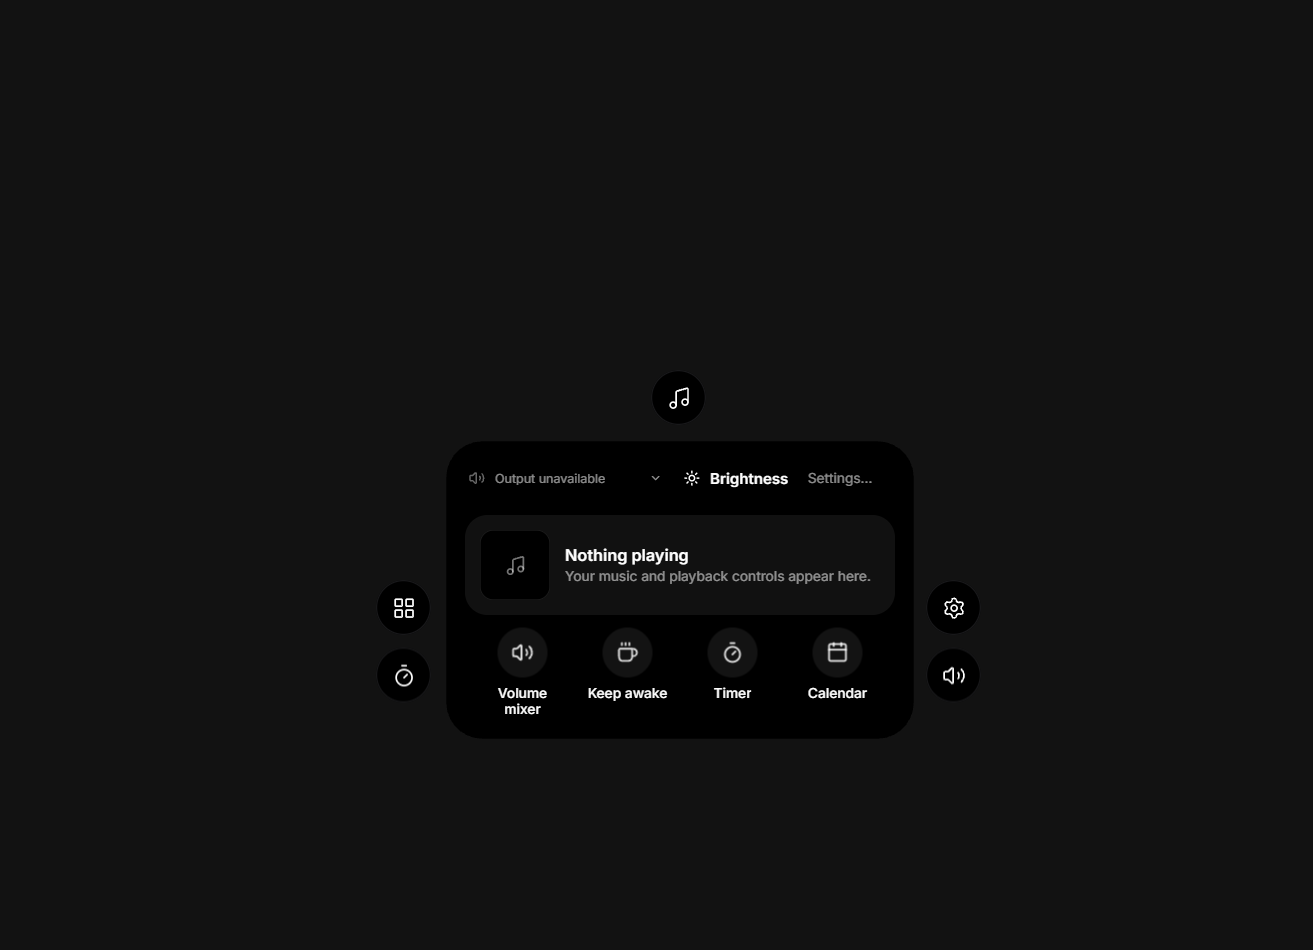 Output unavailable
Brightness
Settings...
Nothing playing
Your music and playback controls appear here.
Volume
mixer
Keep awake
Timer
Calendar